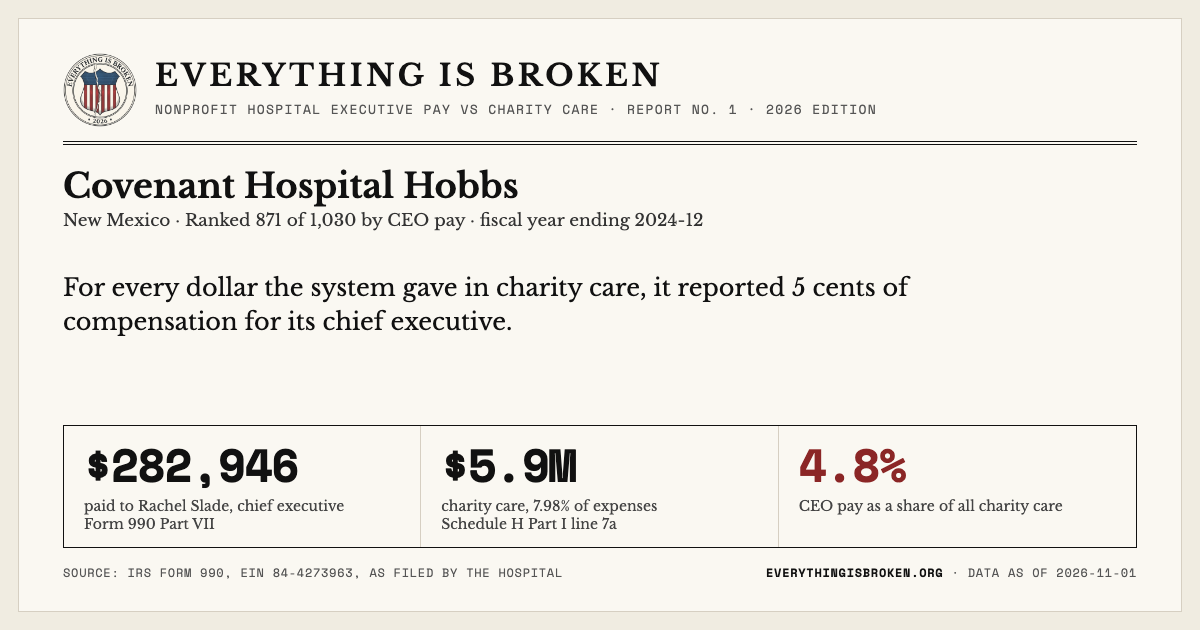 EVERYTHING IS BROKEN
· 2026 ·
EVERYTHING IS BROKEN
NONPROFIT HOSPITAL EXECUTIVE PAY VS CHARITY CARE · REPORT NO. 1 · 2026 EDITION
Covenant Hospital Hobbs
New Mexico · Ranked 871 of 1,030 by CEO pay · fiscal year ending 2024-12
For every dollar the system gave in charity care, it reported 5 cents of
compensation for its chief executive.
$282,946
paid to Rachel Slade, chief executive
Form 990 Part VII
$5.9M
charity care, 7.98% of expenses
Schedule H Part I line 7a
4.8%
CEO pay as a share of all charity care
SOURCE: IRS FORM 990, EIN 84-4273963, AS FILED BY THE HOSPITAL
EVERYTHINGISBROKEN.ORG · DATA AS OF 2026-11-01